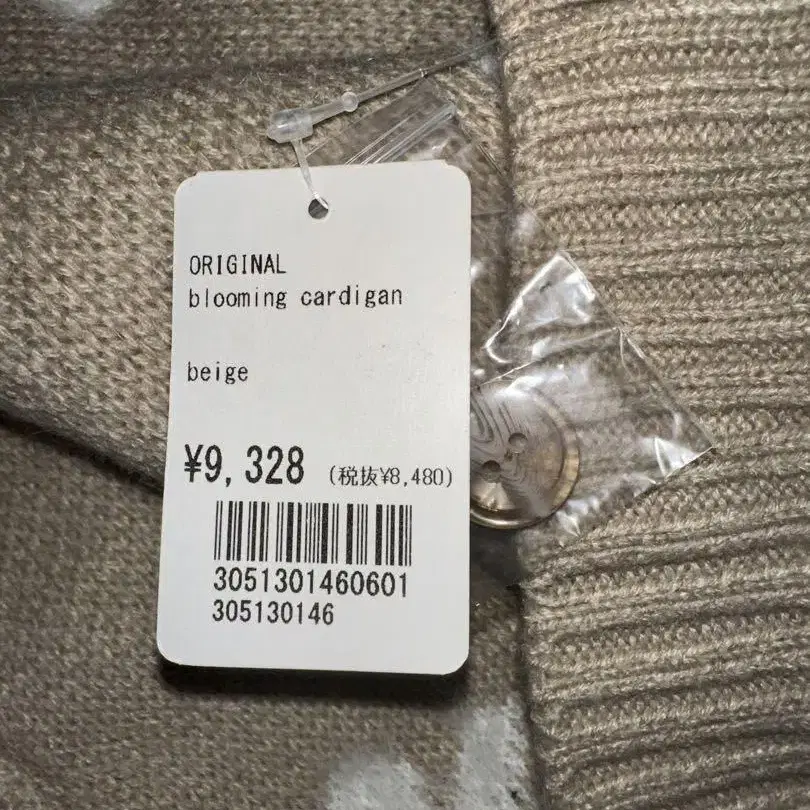 ORIGINAL
blooming cardigan
beige
¥9,328 (税抜¥8,480)
3051301460601
305130146